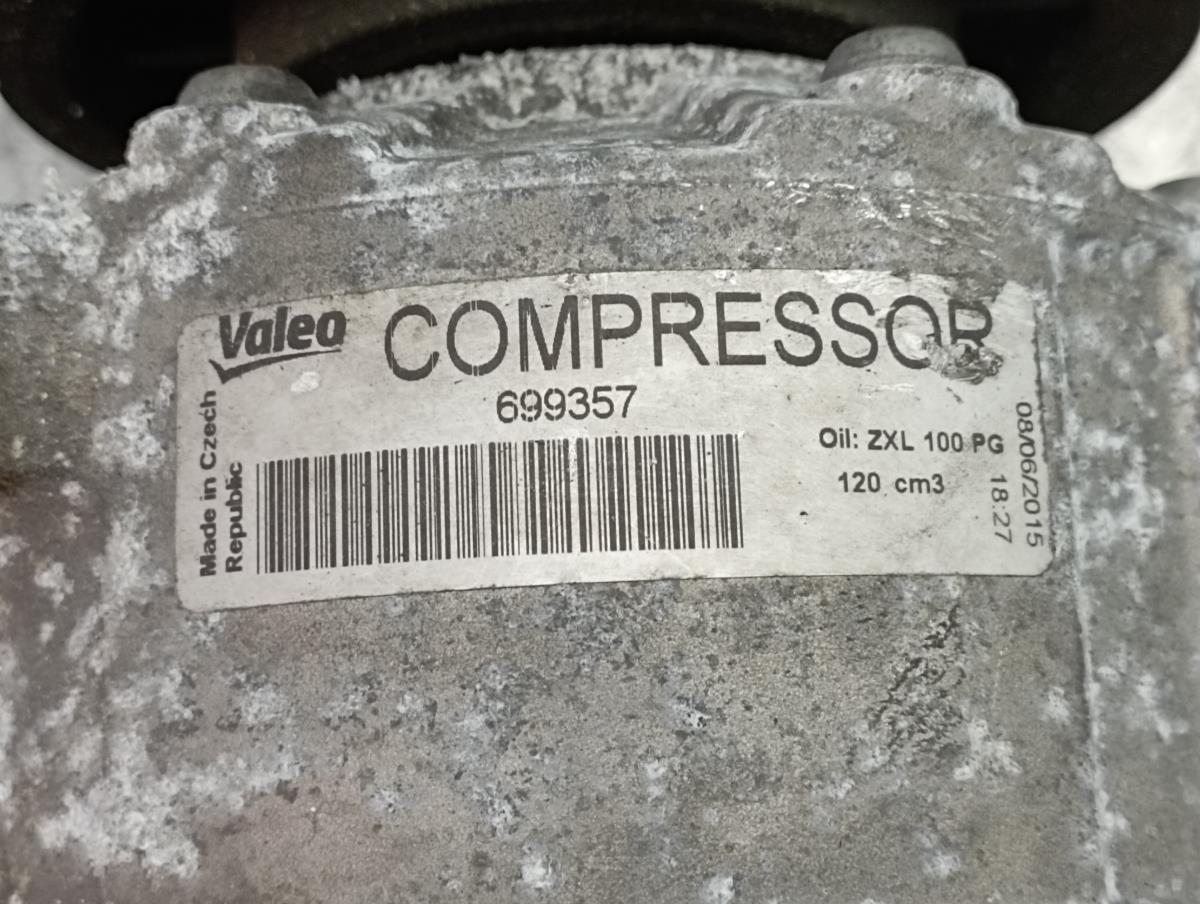 Valeo
COMPRESSOR
699357
Made in Czech
Republic
Oil: ZXL 100 PG
120 cm3
08/06/2015
18:27